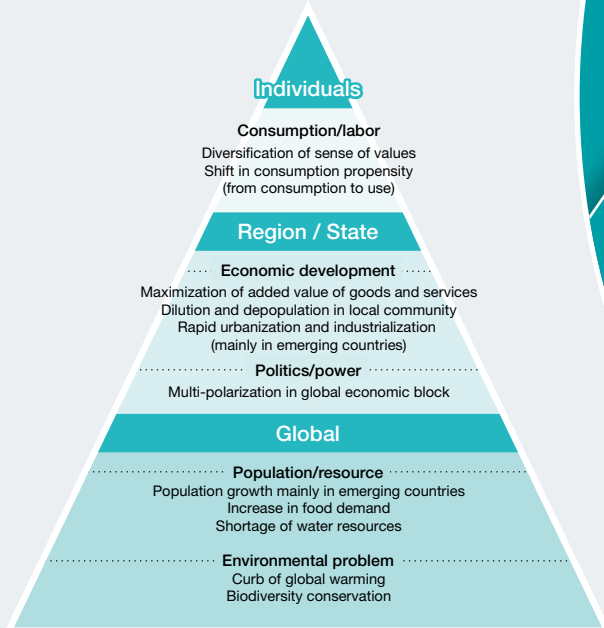 Individuals
Consumption/labor
Diversification of sense of values
Shift in consumption propensity
(from consumption to use)
Region / State
Economic development
Maximization of added value of goods and services
Dilution and depopulation in local community
Rapid urbanization and industrialization
(mainly in emerging countries)
Politics/power
Multi-polarization in global economic block
Global
Population/resource
Population growth mainly in emerging countries
Increase in food demand
Shortage of water resources
Environmental problem
Curb of global warming
Biodiversity conservation